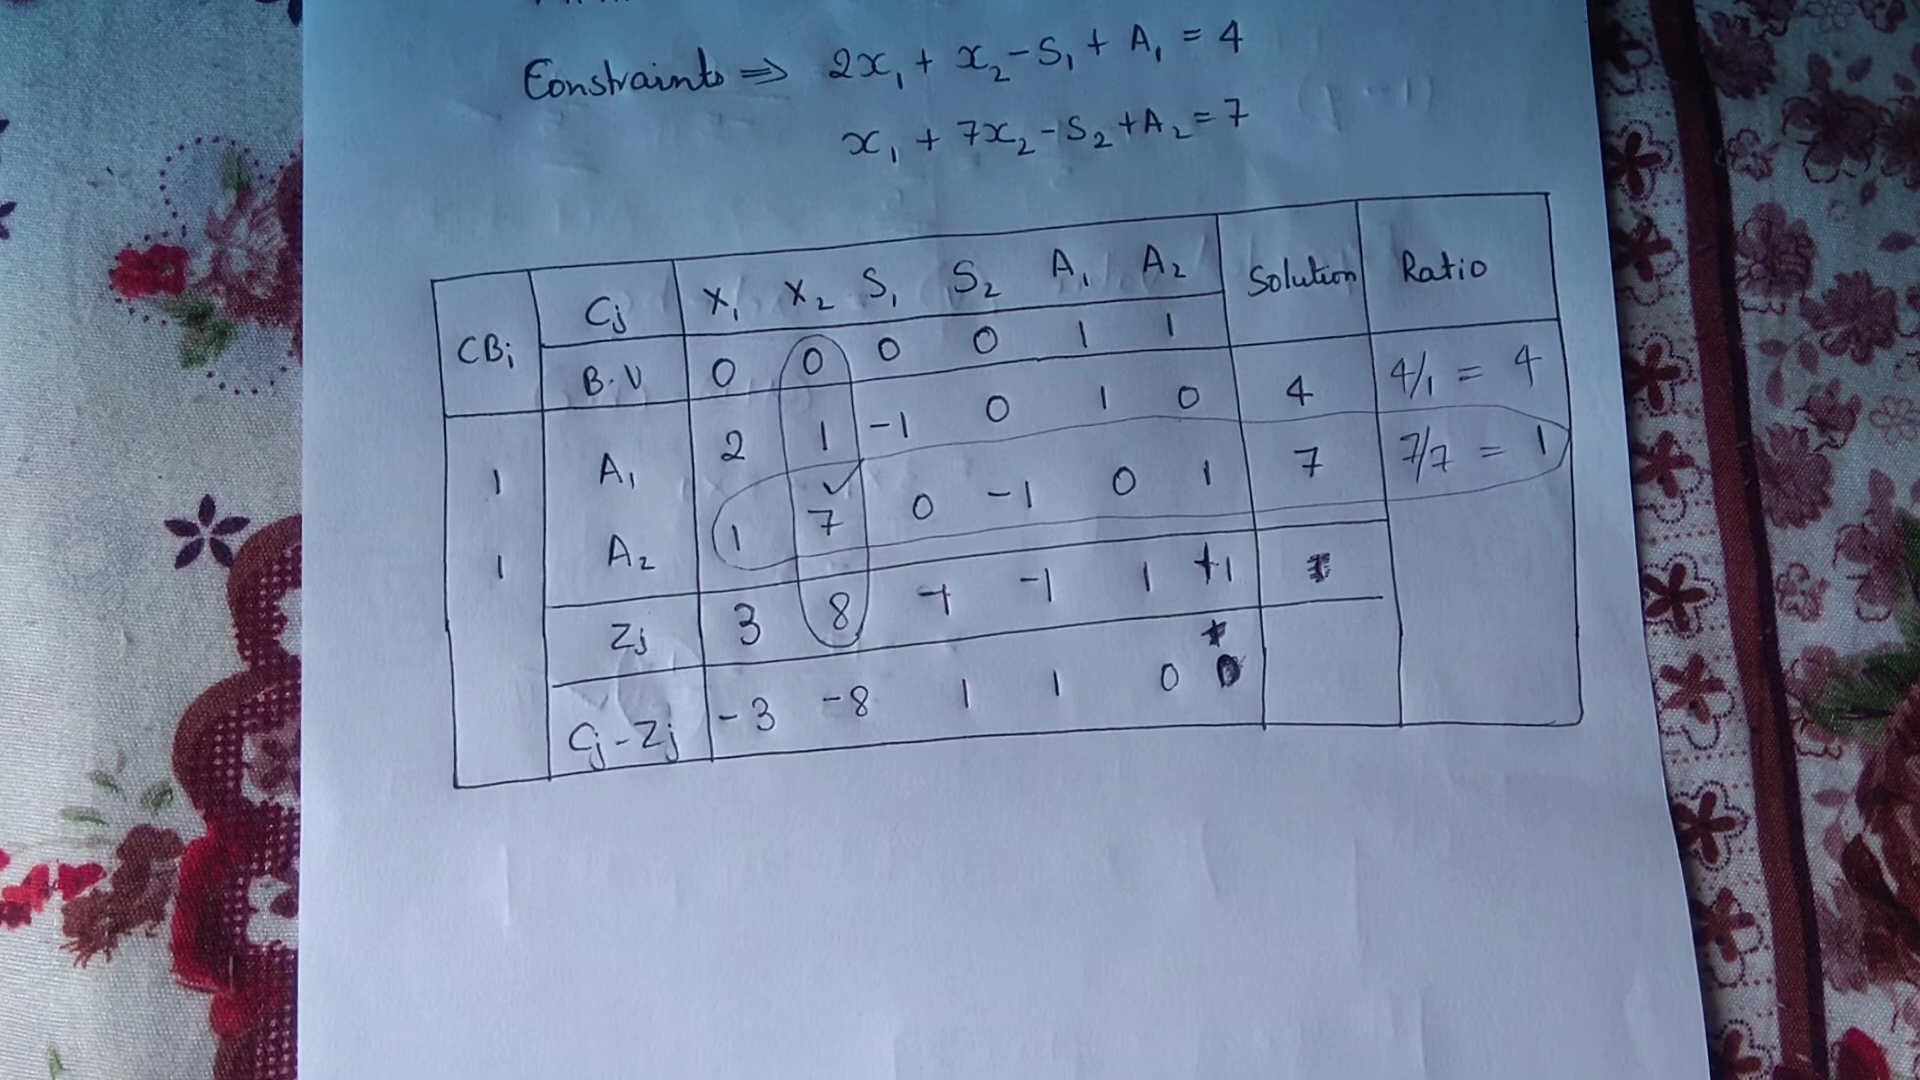 Constraints ⇒ 2x₁ + x₂ - S₁ + A₁ = 4
x₁ + 7x₂ - S₂ + A₂ = 7
CBi Cj X₁ X₂ S₁ S₂ A₁ A₂ Solution Ratio
B.V 0 0 0 0 1 1
1 A₁ 2 1 -1 0 1 0 4 4/1 = 4
1 A₂ 1 7 0 -1 0 1 7 7/7 = 1
Zj 3 8 -1 -1 1 +1
Cj-Zj -3 -8 1 1 0 0